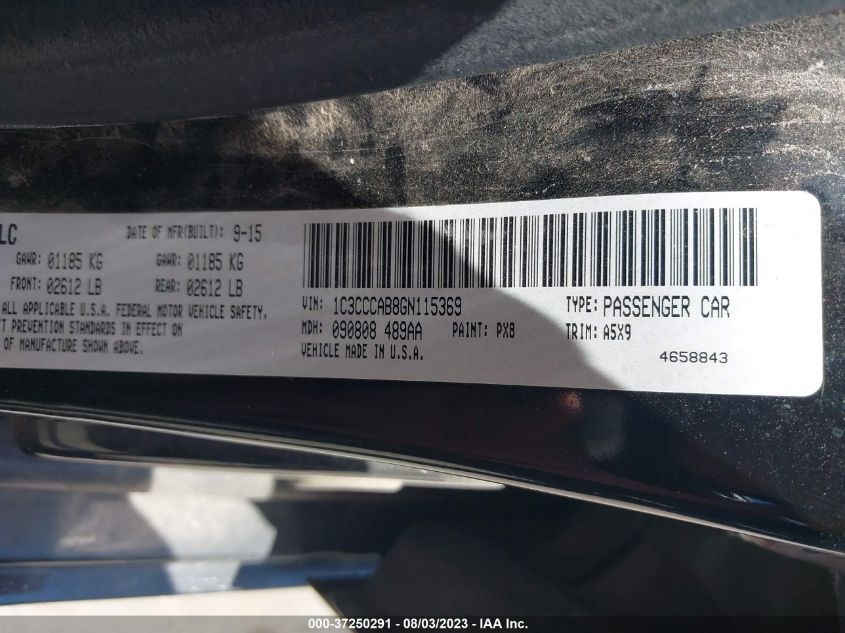 LC DATE OF MFR(BUILT): 9-15
GAWR: 01185 KG GAWR: 01185 KG
FRONT: 02612 LB REAR: 02612 LB
ALL APPLICABLE U.S.A. FEDERAL MOTOR VEHICLE SAFETY,
T PREVENTION STANDARDS IN EFFECT ON
OF MANUFACTURE SHOWN ABOVE.
VIN: 1C3CCCAB8GN115369 TYPE: PASSENGER CAR
MDH: 090808 489AA PAINT: PX8 TRIM: A5X9
VEHICLE MADE IN U.S.A.
4658843
000-37250291 - 08/03/2023 - IAA Inc.